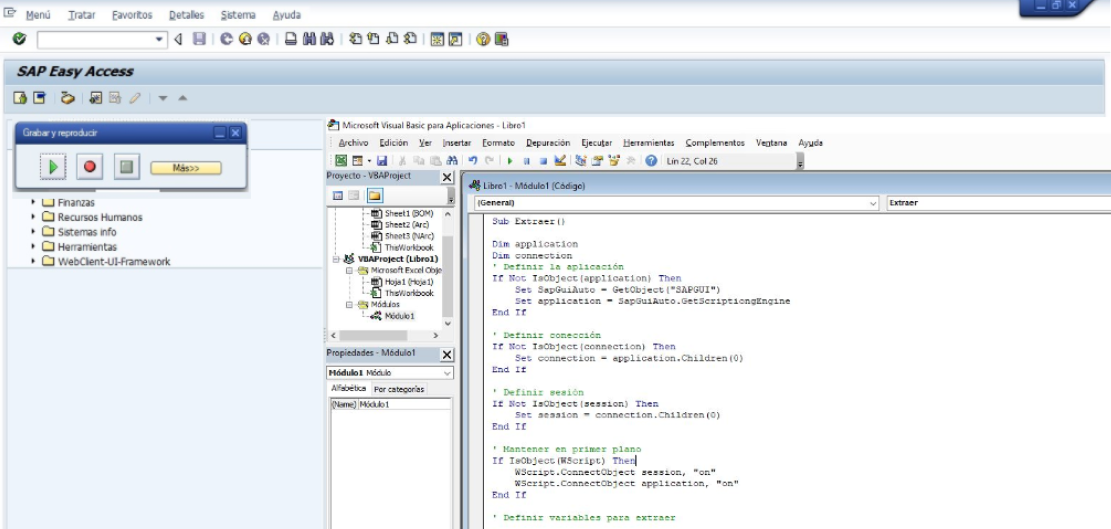 Menú Tratar Favoritos Detalles Sistema Ayuda
SAP Easy Access
Grabar y reproducir
Más>>
Finanzas
Recursos Humanos
Sistemas info
Herramientas
WebClient-UI-Framework
Microsoft Visual Basic para Aplicaciones - Libro1
Archivo Edición Ver Insertar Formato Depuración Ejecutar Herramientas Complementos Ventana Ayuda
Lín 22, Col 26
Proyecto - VBAProject
Sheet1 (BOM)
Sheet2 (Arc)
Sheet3 (NArc)
ThisWorkbook
VBAProject (Libro1)
Microsoft Excel Obje
Hoja1 (Hoja1)
ThisWorkbook
Módulos
Módulo1
Propiedades - Módulo1
Módulo1 Módulo
Alfabética Por categorías
(Name) Módulo1
Libro1 - Módulo1 (Código)
(General) Extraer
Sub Extraer()
Dim application
Dim connection
' Definir la aplicación
If Not IsObject(application) Then
Set SapGuiAuto = GetObject("SAPGUI")
Set application = SapGuiAuto.GetScriptiongEngine
End If
' Definir conección
If Not IsObject(connection) Then
Set connection = application.Children(0)
End If
' Definir sesión
If Not IsObject(session) Then
Set session = connection.Children(0)
End If
' Mantener en primer plano
If IsObject(WScript) Then
WScript.ConnectObject session, "on"
WScript.ConnectObject application, "on"
End If
' Definir variables para extraer